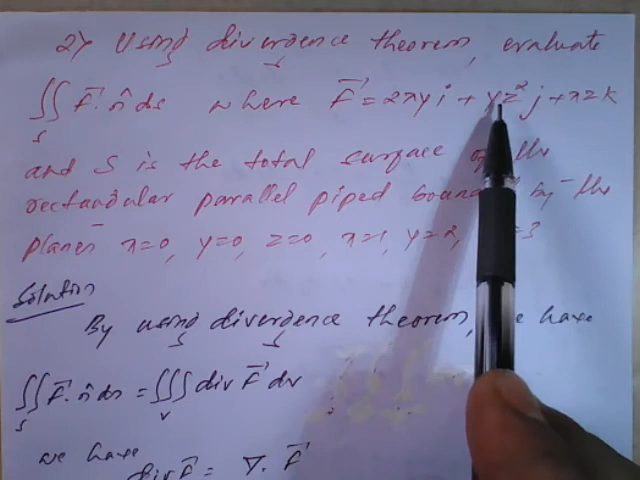 2) Using divergence theorem, evaluate
∬ F⃗. n̂ ds where F⃗ = 2xy i + yz² j + xz k
S
and S is the total surface of the
rectangular parallel piped by the
planes x=0, y=0, z=0, x=1, y=2, =3
Solution
By using divergence theorem, have
∬ F⃗. n̂ ds = ∭ div F⃗ dv
S V
we have
div F⃗ = ∇. F⃗